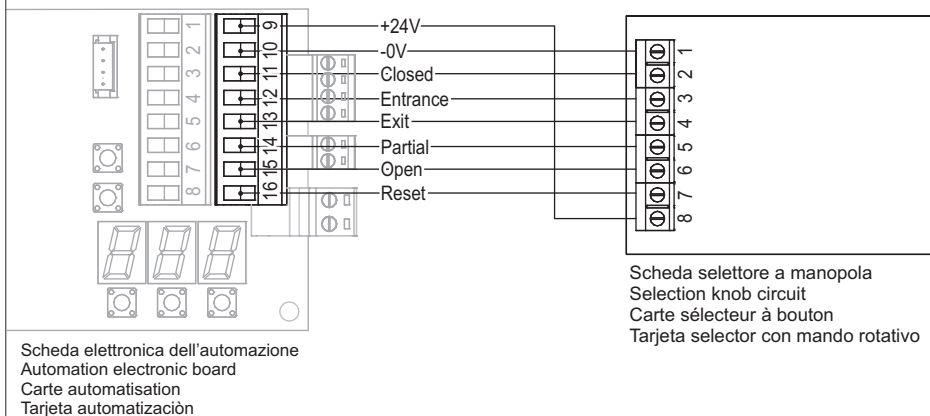 1
2
3
4
5
6
7
8
9
10
11
12
13
14
15
16
+24V
-0V
Closed
Entrance
Exit
Partial
Open
Reset
1
2
3
4
5
6
7
8
8 8 8
Scheda selettore a manopola
Selection knob circuit
Carte sélecteur à bouton
Tarjeta selector con mando rotativo
Scheda elettronica dell'automazione
Automation electronic board
Carte automatisation
Tarjeta automatizaciòn